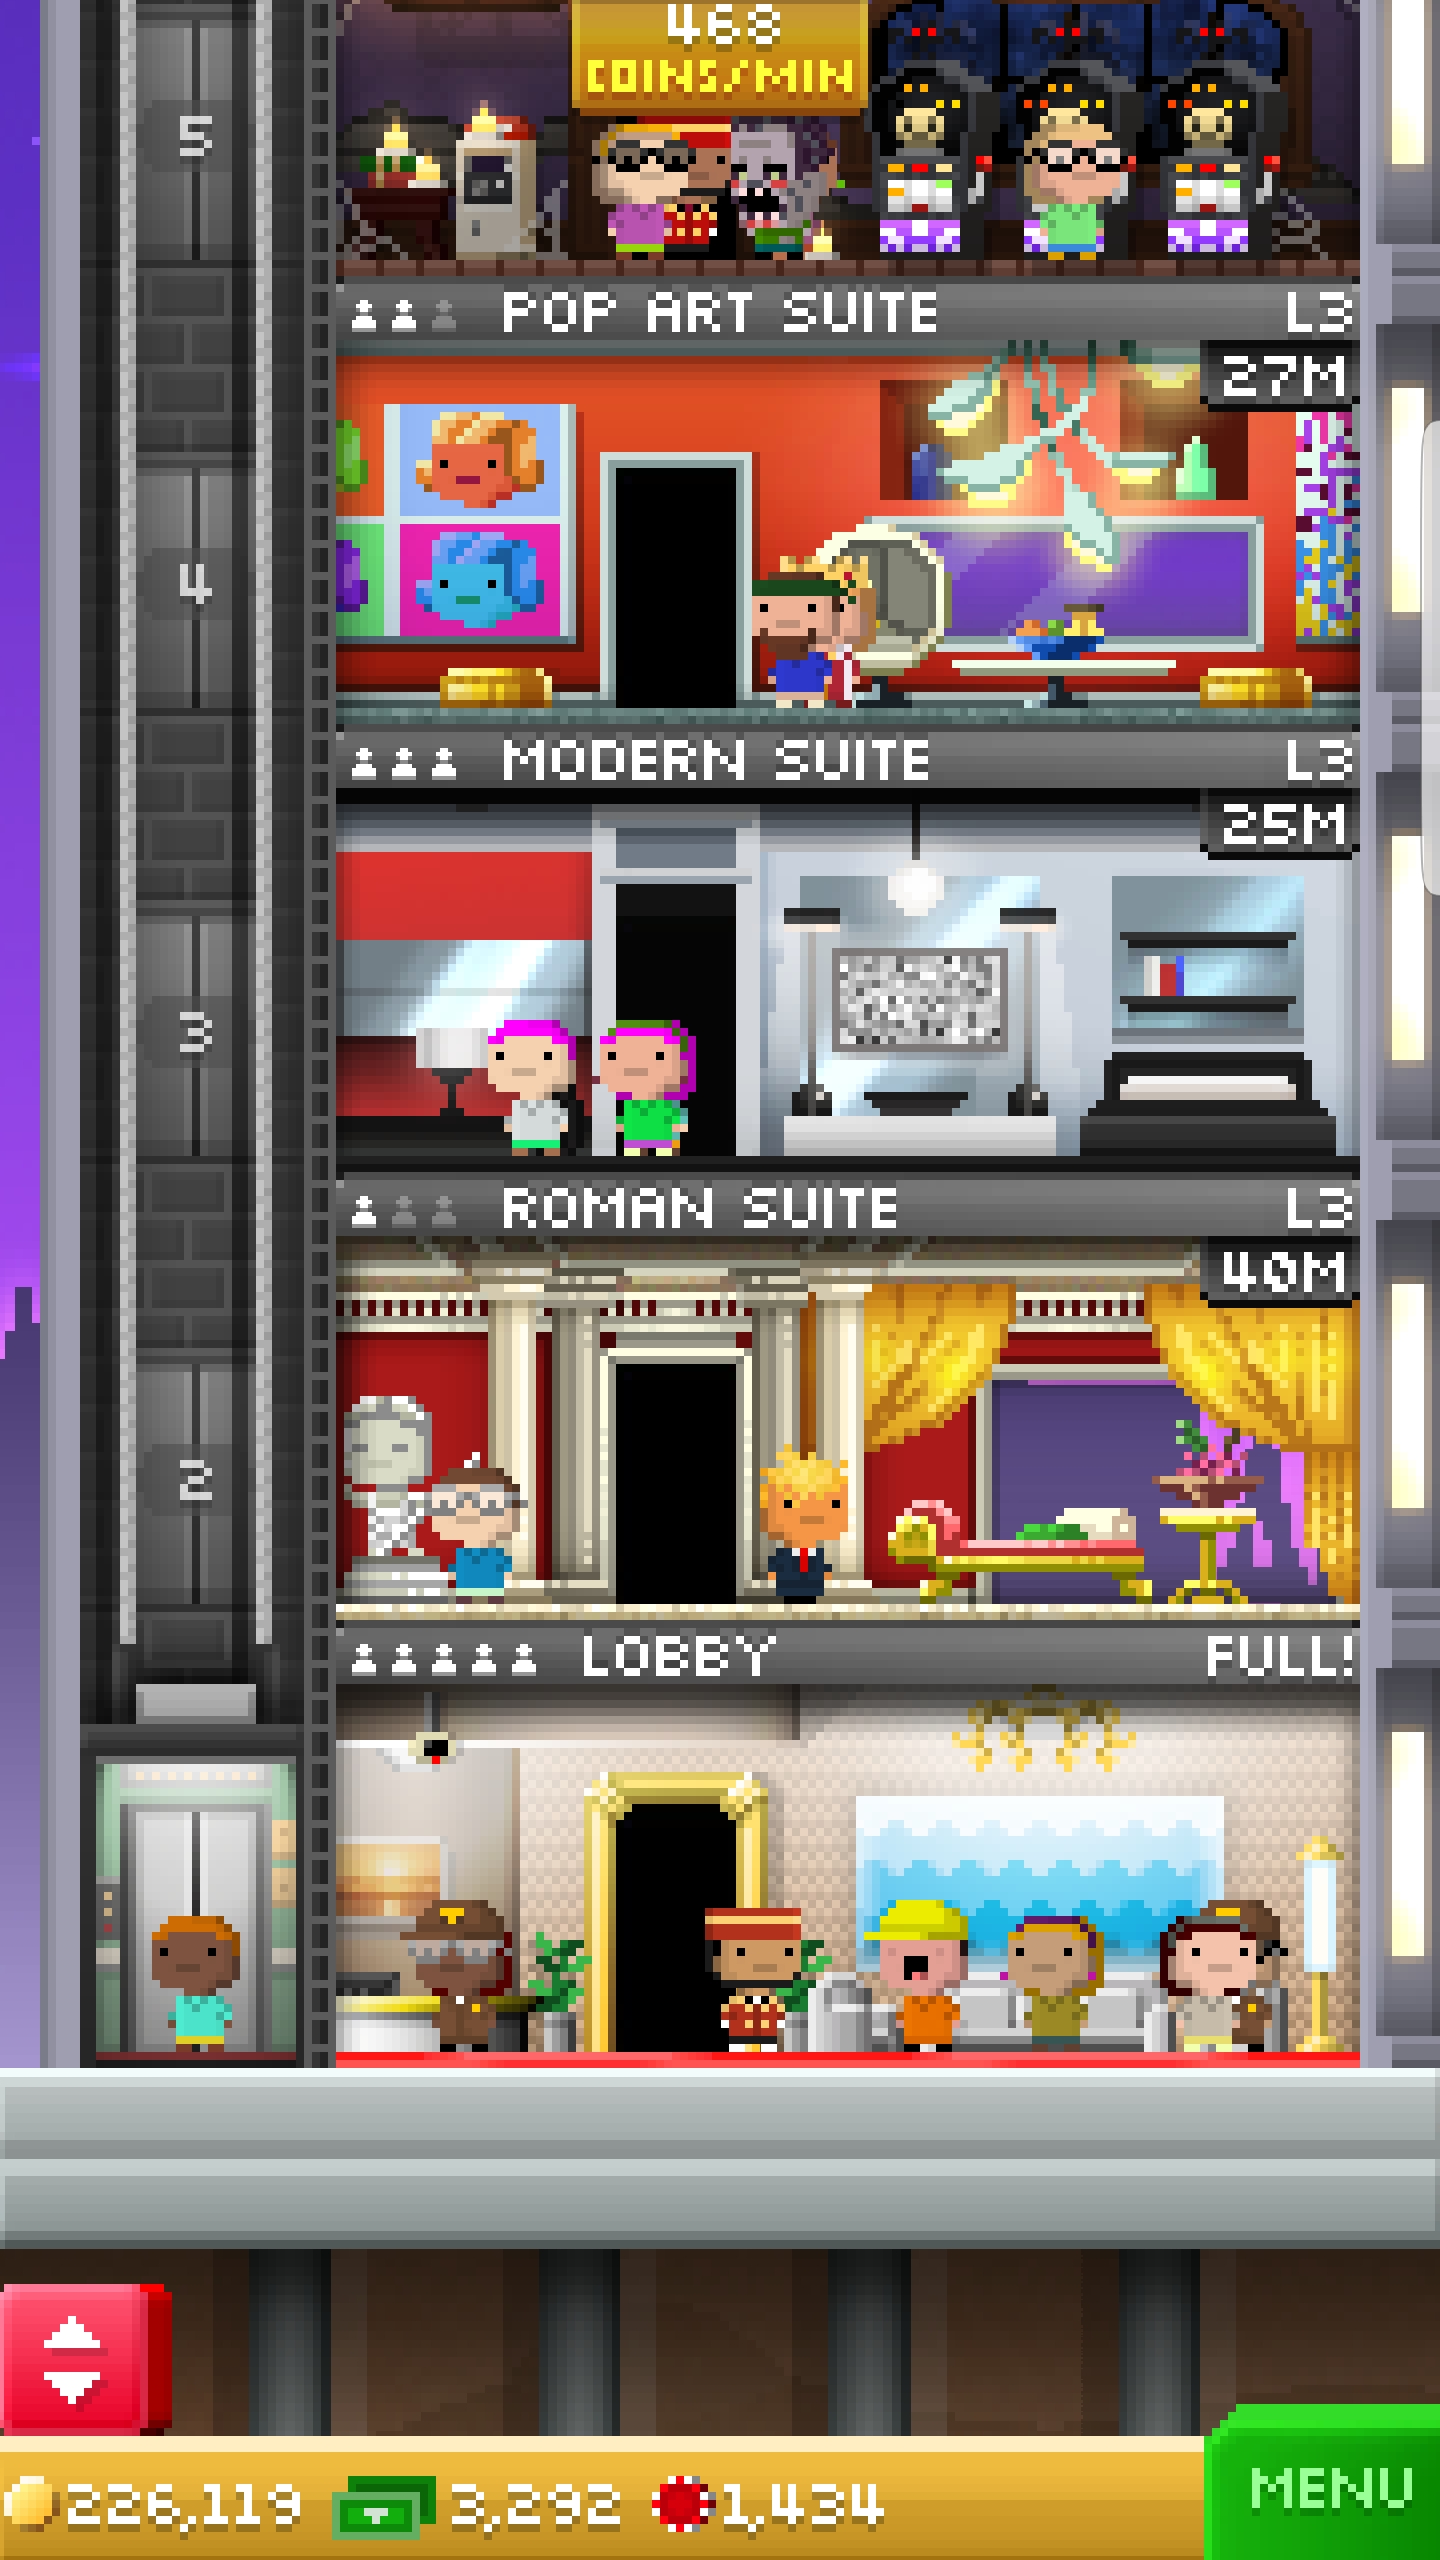 468
COINS/MIN
5
POP ART SUITE L3
27M
4
MODERN SUITE L3
25M
3
ROMAN SUITE L3
40M
2
LOBBY FULL!
226,119 3,292 1,434
MENU